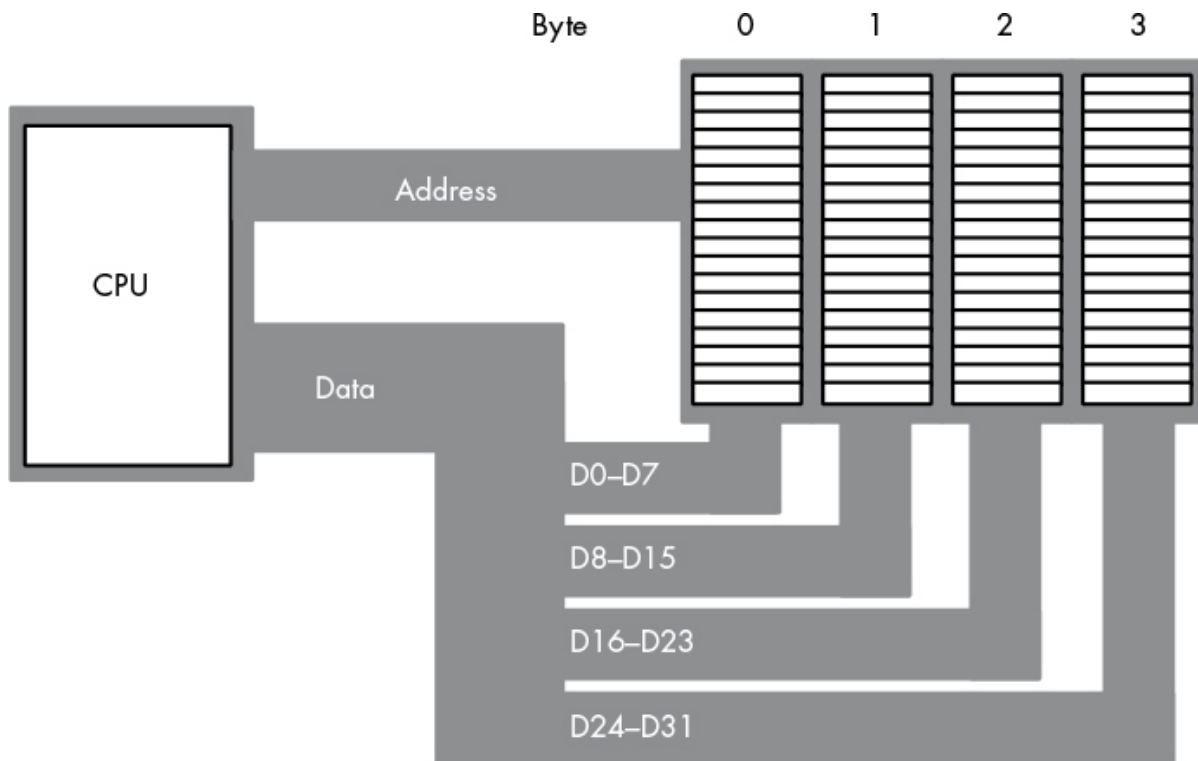 Byte 0 1 2 3
Address
CPU
Data
D0–D7
D8–D15
D16–D23
D24–D31